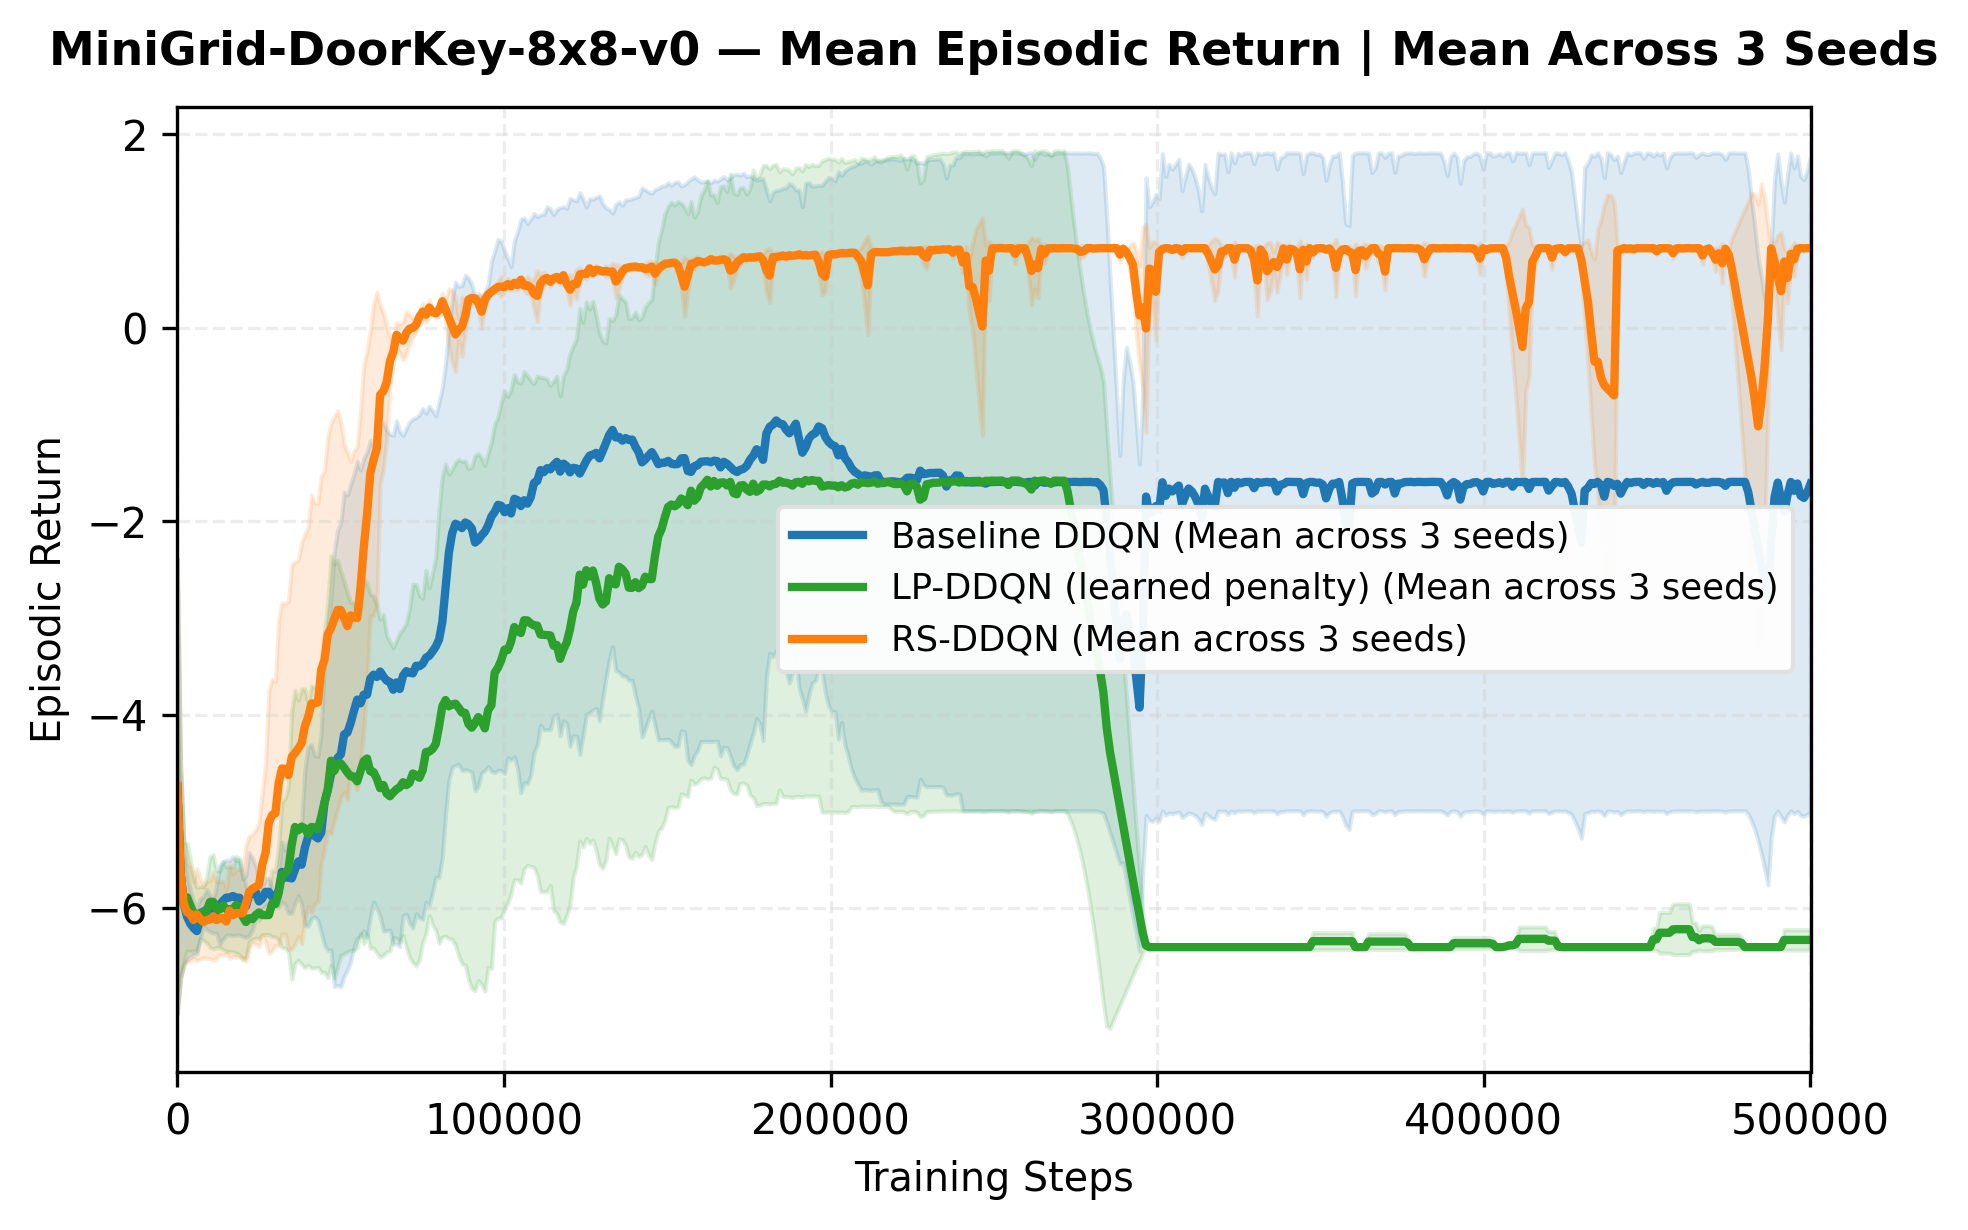 MiniGrid-DoorKey-8x8-v0 — Mean Episodic Return | Mean Across 3 Seeds
Episodic Return
2
0
−2
−4
−6
Baseline DDQN (Mean across 3 seeds)
LP-DDQN (learned penalty) (Mean across 3 seeds)
RS-DDQN (Mean across 3 seeds)
0 100000 200000 300000 400000 500000
Training Steps